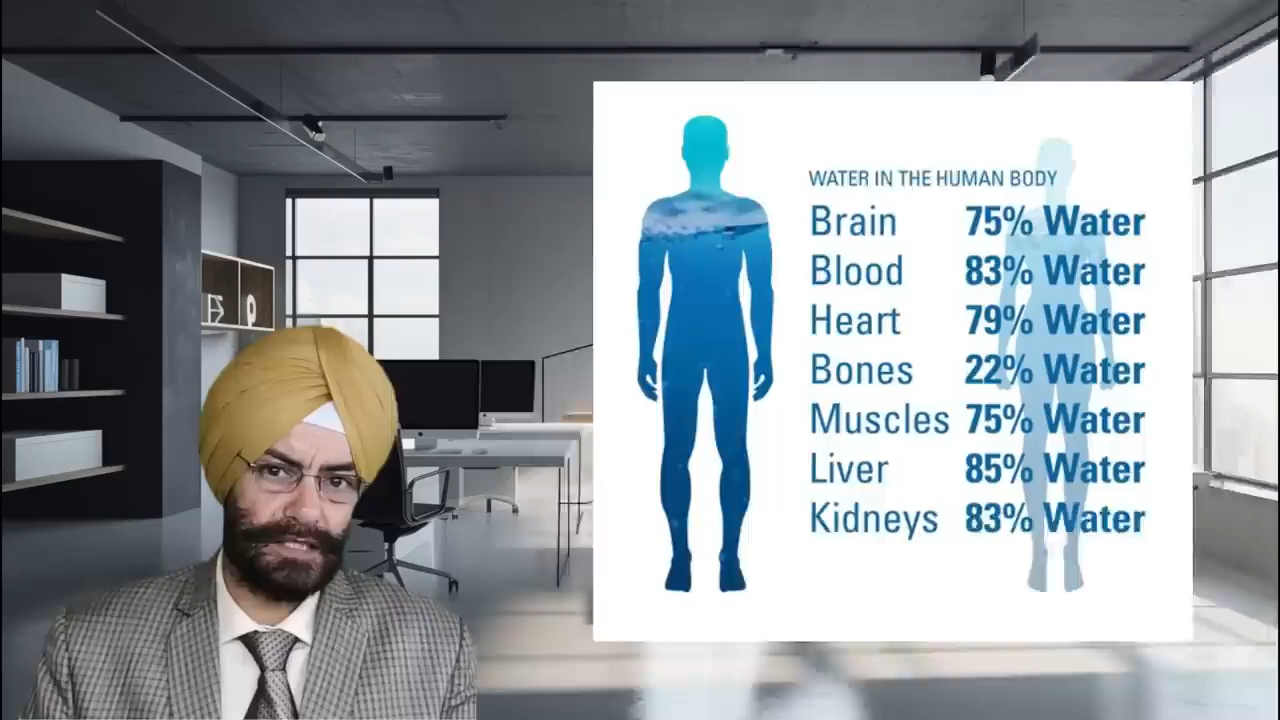 WATER IN THE HUMAN BODY
Brain 75% Water
Blood 83% Water
Heart 79% Water
Bones 22% Water
Muscles 75% Water
Liver 85% Water
Kidneys 83% Water